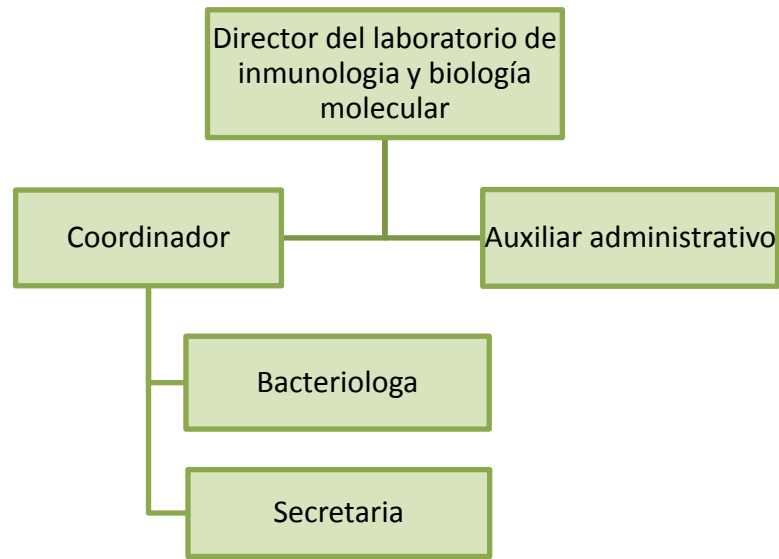 Director del laboratorio de
inmunologia y biología
molecular
Coordinador
Auxiliar administrativo
Bacteriologa
Secretaria